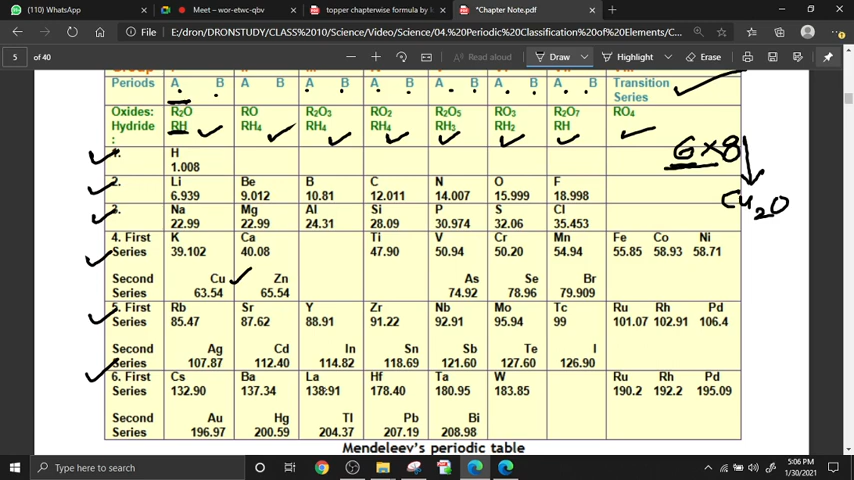 (110) WhatsApp
Meet – wor-etwc-qbv
topper chapterwise formula by k
*Chapter Note.pdf
File
E:/dron/DRONSTUDY/CLASS%2010/Science/Video/Science/04.%20Periodic%20Classification%20of%20Elements/C...
5 of 40
Read aloud
Draw
Highlight
Erase
Periods A B A B A B A B A B A B A B Transition Series
Oxides: R2O RO R2O3 RO2 R2O5 RO3 R2O7 RO4
Hydride RH RH4 RH4 RH4 RH3 RH2 RH
:
6×8
Cu2O
1. H
1.008
2. Li Be B C N O F
6.939 9.012 10.81 12.011 14.007 15.999 18.998
3. Na Mg Al Si P S Cl
22.99 22.99 24.31 28.09 30.974 32.06 35.453
4. First K Ca Ti V Cr Mn Fe Co Ni
Series 39.102 40.08 47.90 50.94 50.20 54.94 55.85 58.93 58.71
Second Cu Zn As Se Br
Series 63.54 65.54 74.92 78.96 79.909
5. First Rb Sr Y Zr Nb Mo Tc Ru Rh Pd
Series 85.47 87.62 88.91 91.22 92.91 95.94 99 101.07 102.91 106.4
Second Ag Cd In Sn Sb Te I
Series 107.87 112.40 114.82 118.69 121.60 127.60 126.90
6. First Cs Ba La Hf Ta W Ru Rh Pd
Series 132.90 137.34 138.91 178.40 180.95 183.85 190.2 192.2 195.09
Second Au Hg Tl Pb Bi
Series 196.97 200.59 204.37 207.19 208.98
Mendeleev's periodic table
Type here to search
5:06 PM
1/30/2021